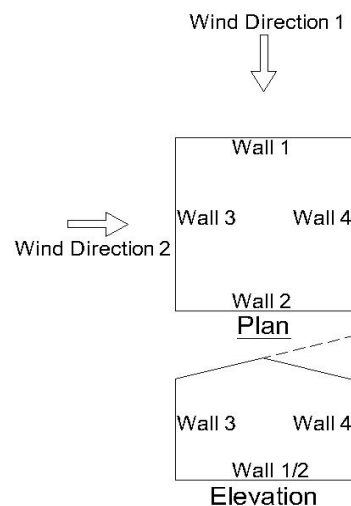 Wind Direction 1
Wall 1
Wall 3 Wall 4
Wind Direction 2
Wall 2
Plan
Wall 3 Wall 4
Wall 1/2
Elevation